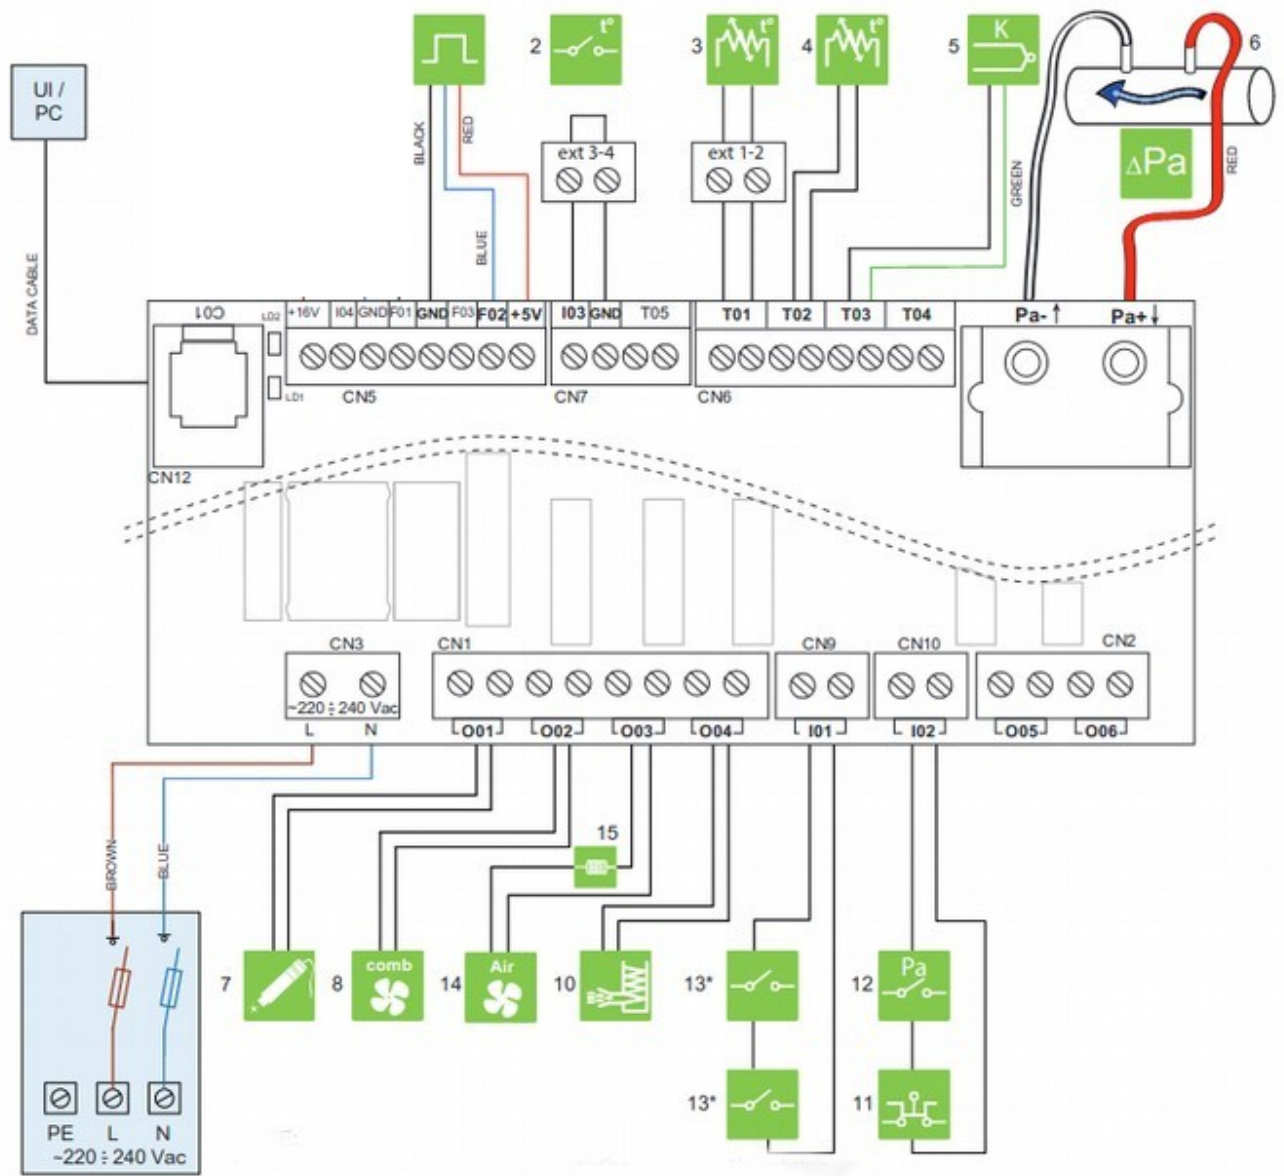 2
t°
3
t°
4
t°
5
K
6
UI /
PC
BLACK
RED
ext 3-4
ext 1-2
GREEN
ΔPa
RED
BLUE
DATA CABLE
C01
LD2
+16V I04 GND F01 GND F03 F02 +5V
I03 GND T05
T01 T02 T03 T04
Pa- ↑ Pa+ ↓
LD1
CN5
CN7
CN6
CN12
CN3
CN1
CN9
CN10
CN2
~220 ÷ 240 Vac
L N
O01 O02 O03 O04
I01
I02
O05 O06
15
BROWN
BLUE
7
8
comb
14
Air
10
13*
12
Pa
13*
11
PE L N
~220 ÷ 240 Vac